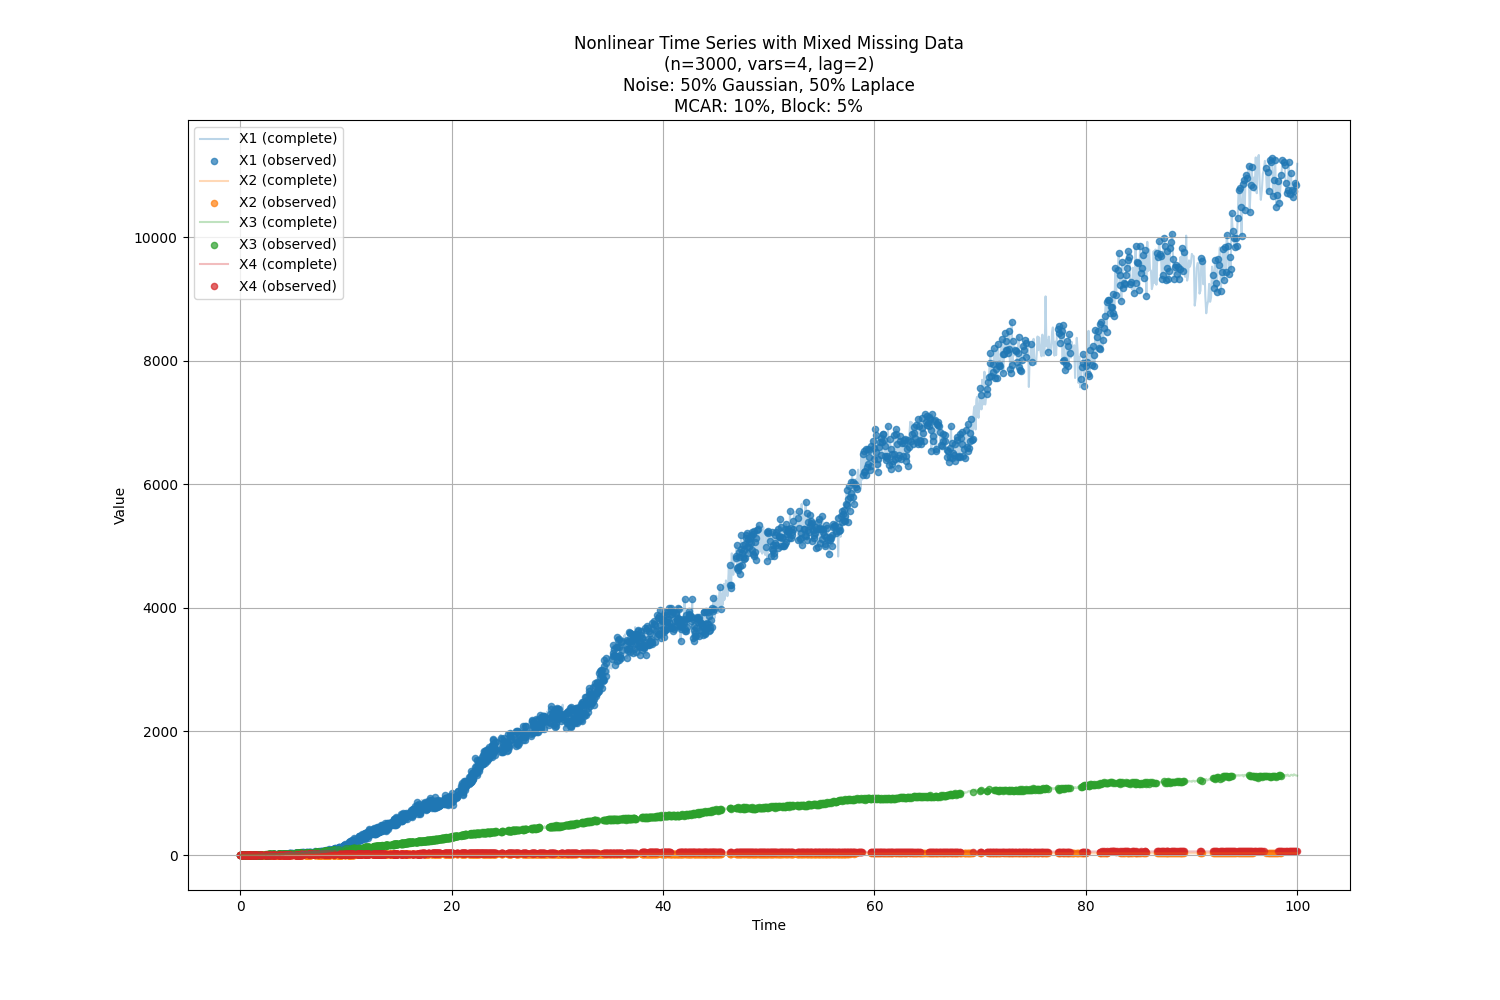 Nonlinear Time Series with Mixed Missing Data
(n=3000, vars=4, lag=2)
Noise: 50% Gaussian, 50% Laplace
MCAR: 10%, Block: 5%
X1 (complete)
X1 (observed)
X2 (complete)
X2 (observed)
X3 (complete)
X3 (observed)
X4 (complete)
X4 (observed)
10000
8000
6000
4000
2000
0
Value
0 20 40 60 80 100
Time